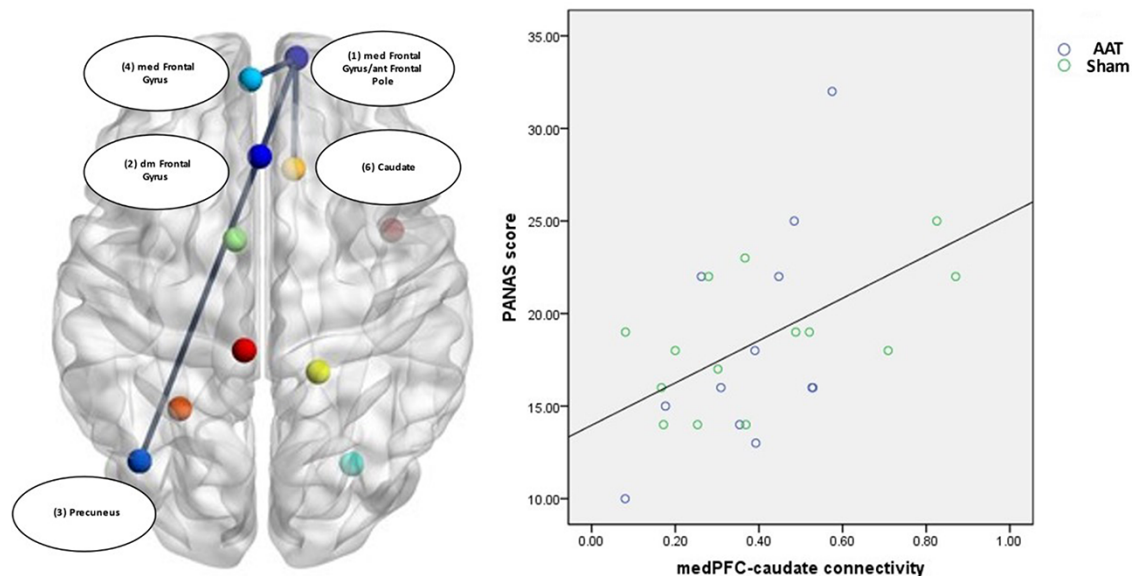 (4) med Frontal
Gyrus
(1) med Frontal
Gyrus/ant Frontal
Pole
(2) dm Frontal
Gyrus
(6) Caudate
(3) Precuneus
35.00
30.00
25.00
20.00
15.00
10.00
PANAS score
0.00 0.20 0.40 0.60 0.80 1.00
medPFC-caudate connectivity
AAT
Sham